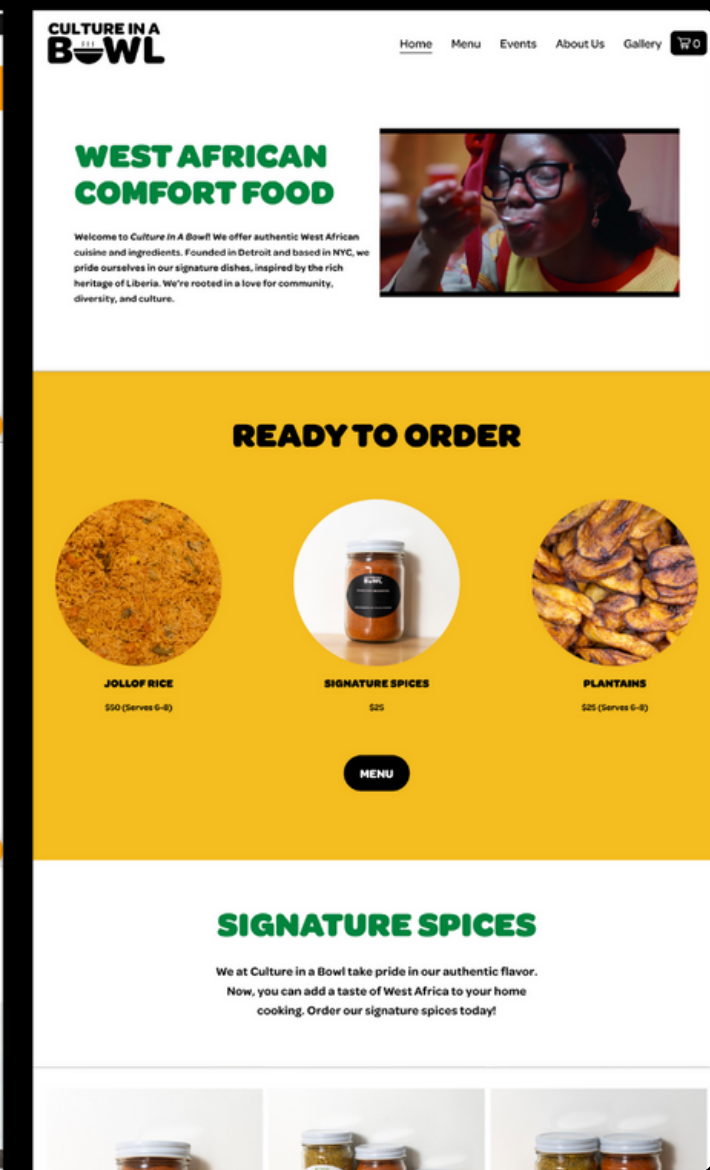 CULTURE IN A
BOWL
Home Menu Events About Us Gallery 0
WEST AFRICAN
COMFORT FOOD
Welcome to Culture In A Bowl! We offer authentic West African
cuisine and ingredients. Founded in Detroit and based in NYC, we
pride ourselves in our signature dishes, inspired by the rich
heritage of Liberia. We're rooted in a love for community,
diversity, and culture.
READY TO ORDER
BOWL
JOLLOF RICE
$50 (Serves 6-8)
SIGNATURE SPICES
$25
PLANTAINS
$25 (Serves 6-8)
MENU
SIGNATURE SPICES
We at Culture in a Bowl take pride in our authentic flavor.
Now, you can add a taste of West Africa to your home
cooking. Order our signature spices today!